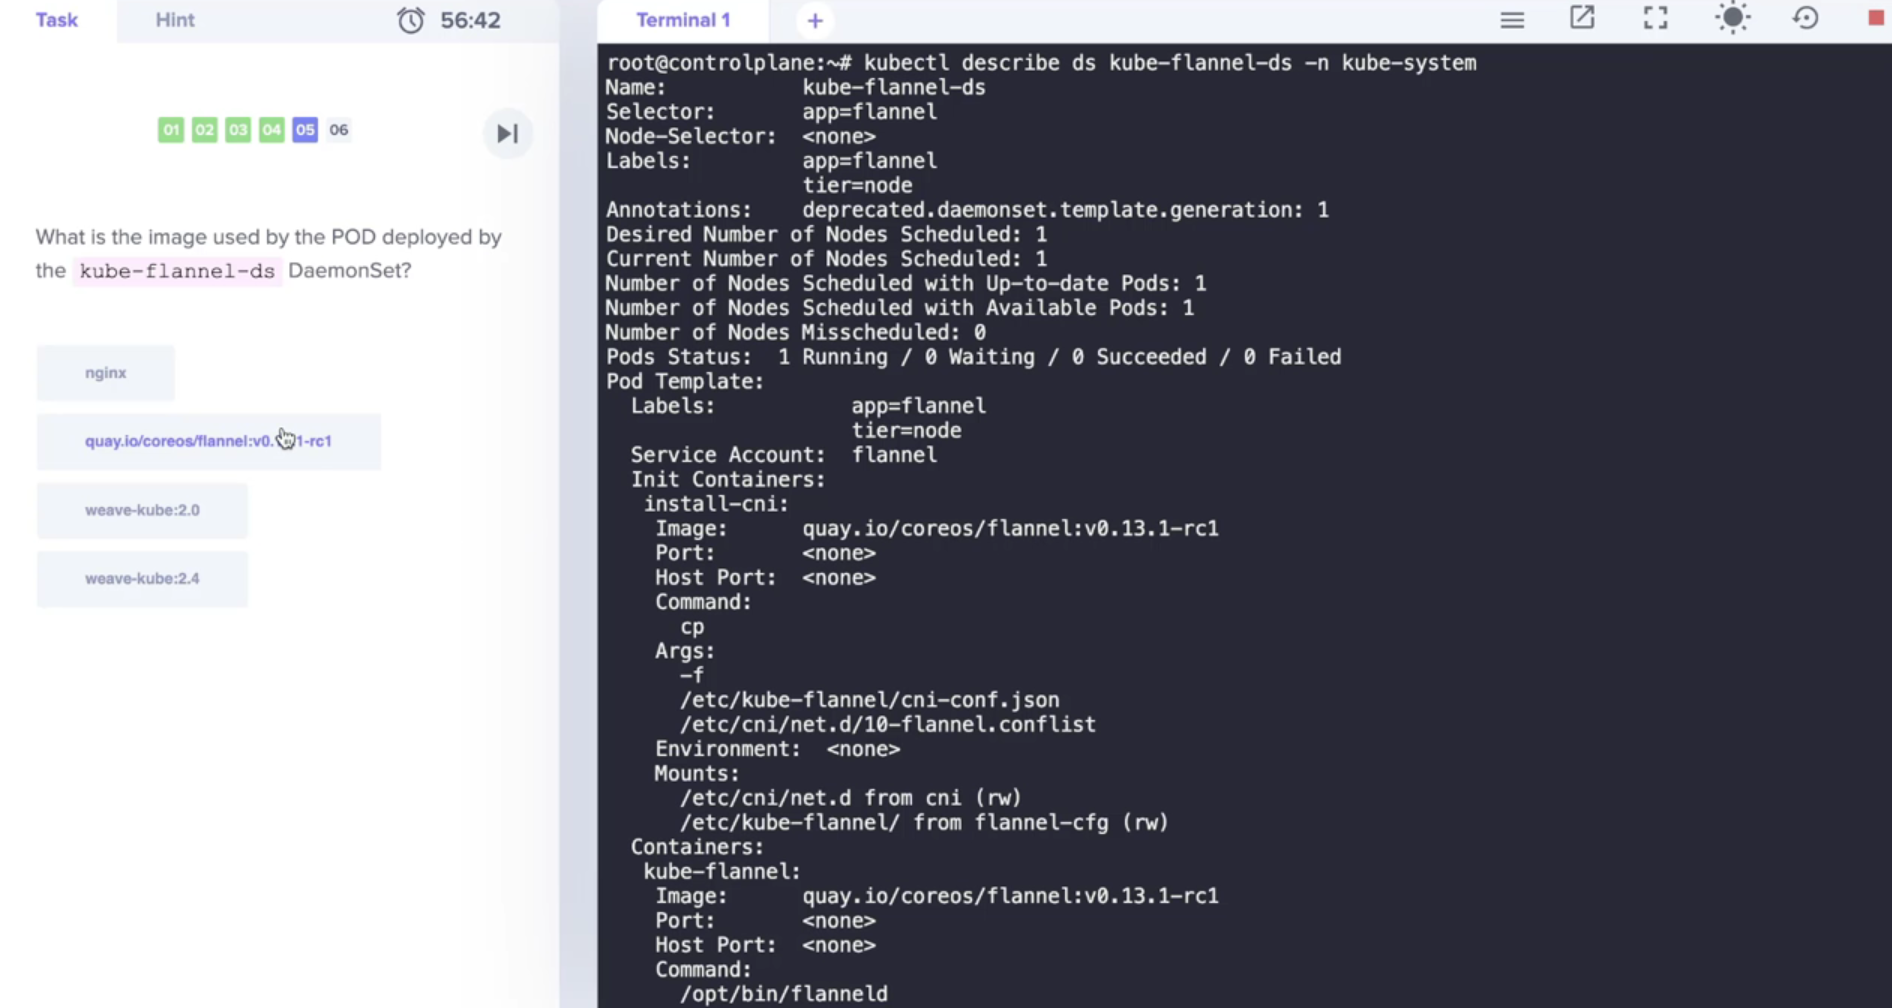 Task
Hint
56:42
01 02 03 04 05 06
What is the image used by the POD deployed by
the kube-flannel-ds DaemonSet?
nginx
quay.io/coreos/flannel:v0. 1-rc1
weave-kube:2.0
weave-kube:2.4
Terminal 1
+
root@controlplane:~# kubectl describe ds kube-flannel-ds -n kube-system
Name:           kube-flannel-ds
Selector:       app=flannel
Node-Selector:  <none>
Labels:         app=flannel
                tier=node
Annotations:    deprecated.daemonset.template.generation: 1
Desired Number of Nodes Scheduled: 1
Current Number of Nodes Scheduled: 1
Number of Nodes Scheduled with Up-to-date Pods: 1
Number of Nodes Scheduled with Available Pods: 1
Number of Nodes Misscheduled: 0
Pods Status:  1 Running / 0 Waiting / 0 Succeeded / 0 Failed
Pod Template:
  Labels:           app=flannel
                    tier=node
  Service Account:  flannel
  Init Containers:
   install-cni:
    Image:      quay.io/coreos/flannel:v0.13.1-rc1
    Port:       <none>
    Host Port:  <none>
    Command:
      cp
    Args:
      -f
      /etc/kube-flannel/cni-conf.json
      /etc/cni/net.d/10-flannel.conflist
    Environment:  <none>
    Mounts:
      /etc/cni/net.d from cni (rw)
      /etc/kube-flannel/ from flannel-cfg (rw)
  Containers:
   kube-flannel:
    Image:      quay.io/coreos/flannel:v0.13.1-rc1
    Port:       <none>
    Host Port:  <none>
    Command:
      /opt/bin/flanneld